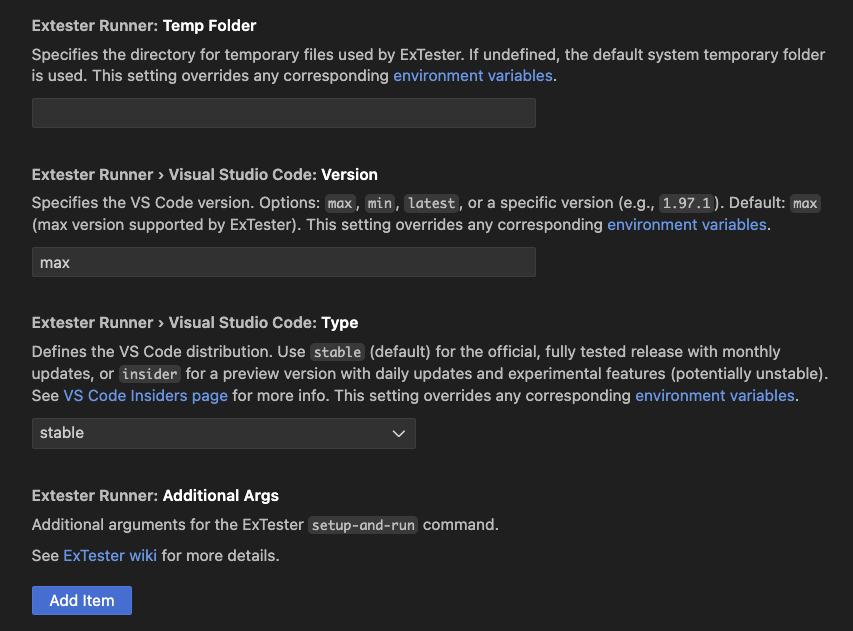 Extester Runner: Temp Folder
Specifies the directory for temporary files used by ExTester. If undefined, the default system temporary folder
is used. This setting overrides any corresponding environment variables.
Extester Runner › Visual Studio Code: Version
Specifies the VS Code version. Options: max, min, latest, or a specific version (e.g., 1.97.1). Default: max
(max version supported by ExTester). This setting overrides any corresponding environment variables.
max
Extester Runner › Visual Studio Code: Type
Defines the VS Code distribution. Use stable (default) for the official, fully tested release with monthly
updates, or insider for a preview version with daily updates and experimental features (potentially unstable).
See VS Code Insiders page for more info. This setting overrides any corresponding environment variables.
stable
Extester Runner: Additional Args
Additional arguments for the ExTester setup-and-run command.
See ExTester wiki for more details.
Add Item